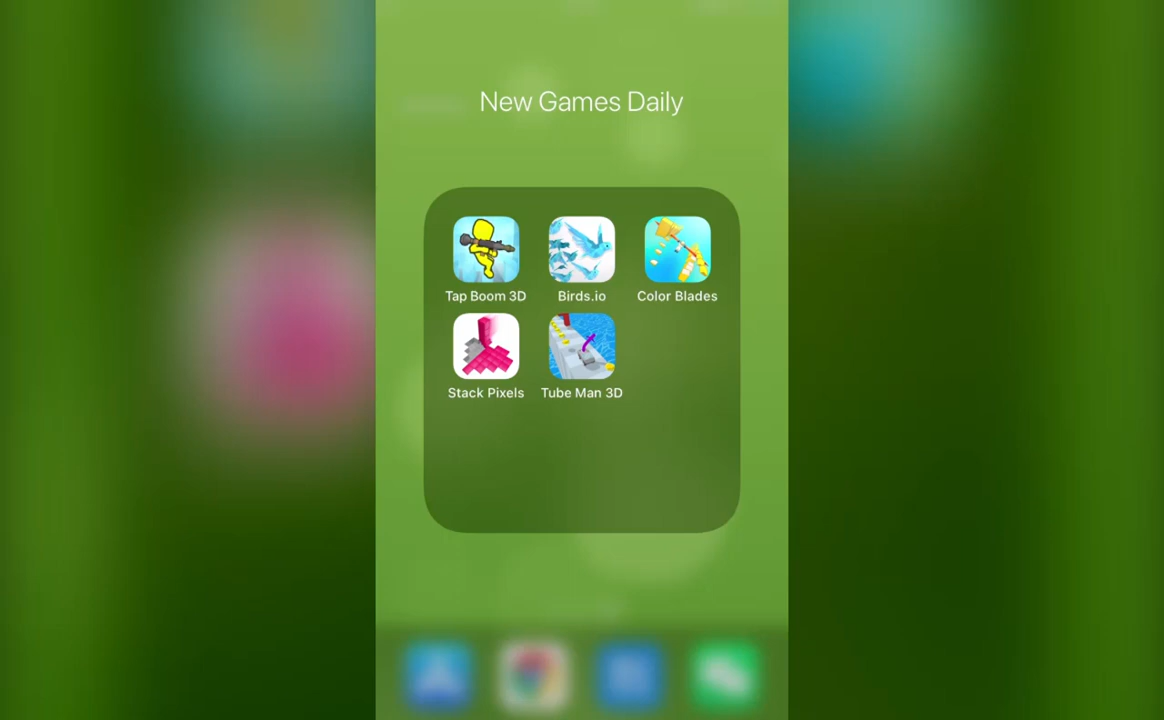 New Games Daily
Tap Boom 3D
Birds.io
Color Blades
Stack Pixels
Tube Man 3D